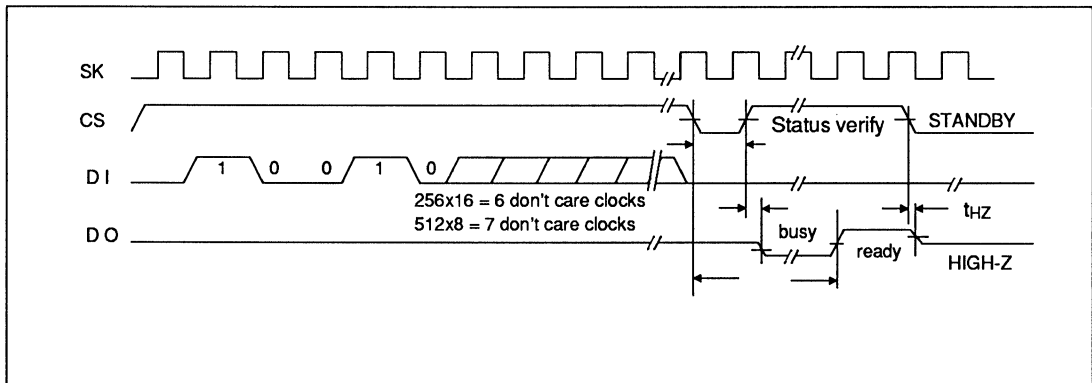 SK
CS
Status verify
STANDBY
DI
1 0 0 1 0
256x16 = 6 don't care clocks
512x8 = 7 don't care clocks
tHZ
DO
busy
ready
HIGH-Z